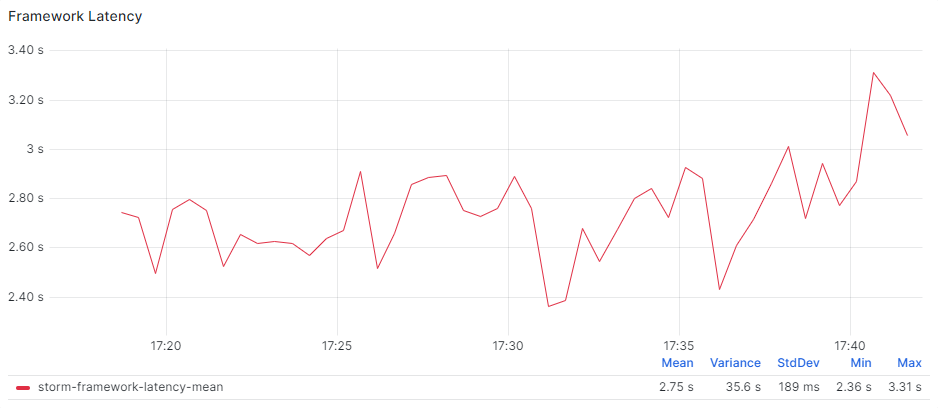 Framework Latency
3.40 s
3.20 s
3 s
2.80 s
2.60 s
2.40 s
17:20 17:25 17:30 17:35 17:40
Mean Variance StdDev Min Max
storm-framework-latency-mean 2.75 s 35.6 s 189 ms 2.36 s 3.31 s